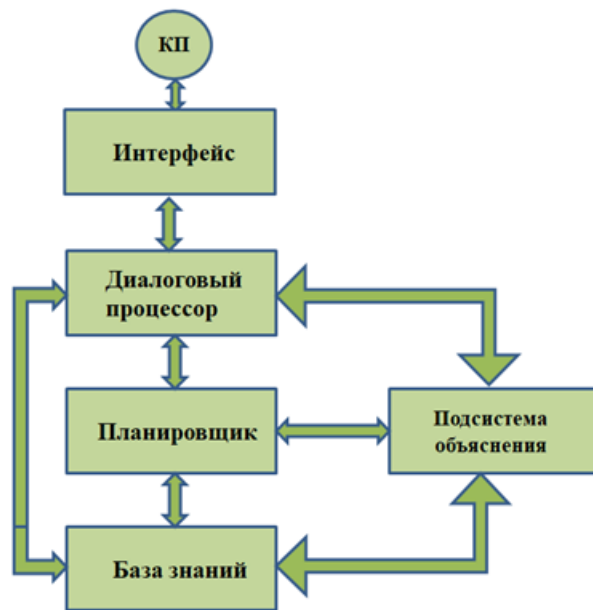 КП
Интерфейс
Диалоговый
процессор
Планировщик
Подсистема
объяснения
База знаний